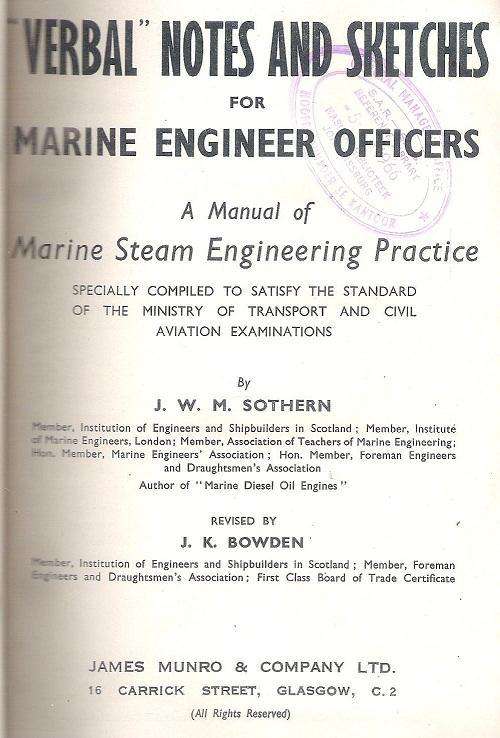 "VERBAL" NOTES AND SKETCHES
FOR
MARINE ENGINEER OFFICERS
A Manual of
Marine Steam Engineering Practice
SPECIALLY COMPILED TO SATISFY THE STANDARD
OF THE MINISTRY OF TRANSPORT AND CIVIL
AVIATION EXAMINATIONS
By
J. W. M. SOTHERN
Member, Institution of Engineers and Shipbuilders in Scotland; Member, Institute
of Marine Engineers, London; Member, Association of Teachers of Marine Engineering;
Hon. Member, Marine Engineers' Association; Hon. Member, Foreman Engineers
and Draughtsmen's Association
Author of "Marine Diesel Oil Engines"
REVISED BY
J. K. BOWDEN
Member, Institution of Engineers and Shipbuilders in Scotland; Member, Foreman
Engineers and Draughtsmen's Association; First Class Board of Trade Certificate
JAMES MUNRO & COMPANY LTD.
16 CARRICK STREET, GLASGOW, C.2
(All Rights Reserved)
S.A.R.
KANTOOR